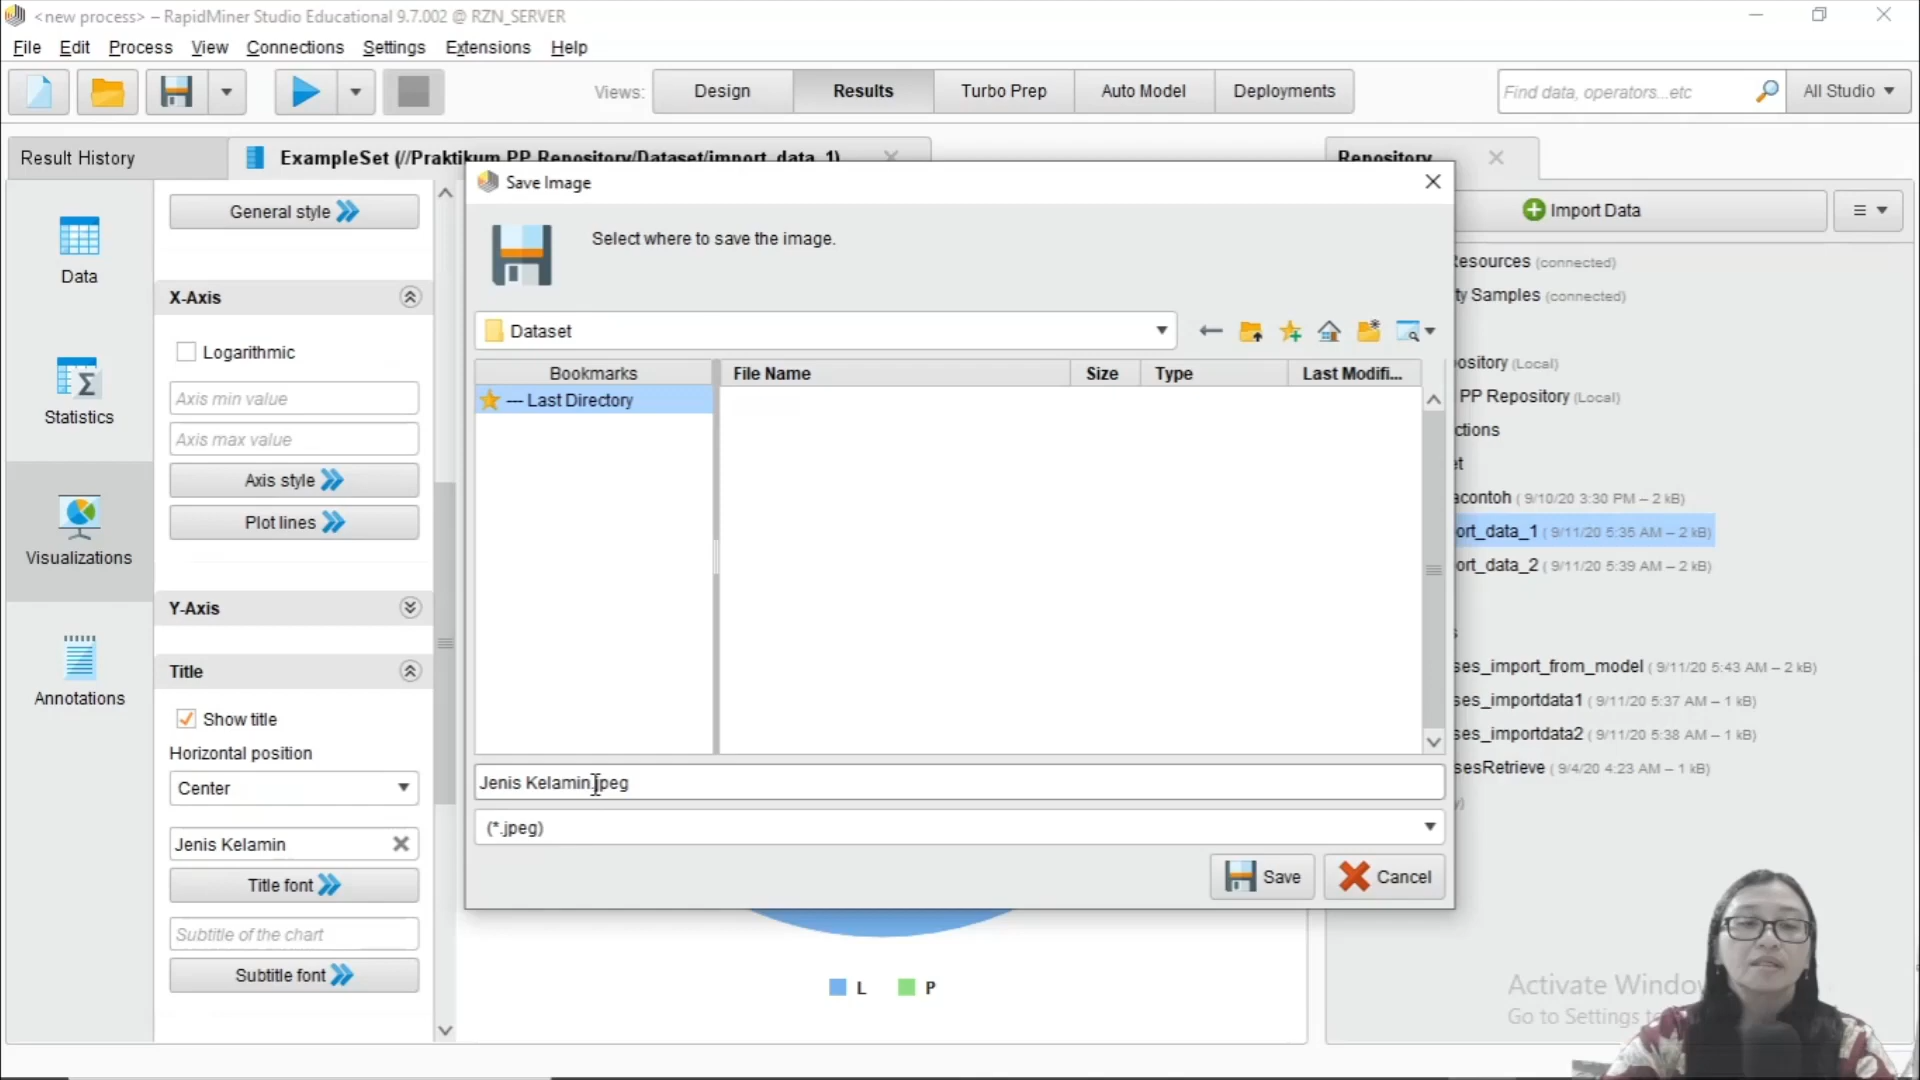 <new process> – RapidMiner Studio Educational 9.7.002 @ RZN_SERVER
File Edit Process View Connections Settings Extensions Help
Views: Design Results Turbo Prep Auto Model Deployments
Find data, operators...etc
All Studio
Result History
ExampleSet (//Praktikum PP Repository/Dataset/import_data_1)
Repository
Data
Statistics
Visualizations
Annotations
General style
X-Axis
Logarithmic
Axis min value
Axis max value
Axis style
Plot lines
Y-Axis
Title
Show title
Horizontal position
Center
Jenis Kelamin
Title font
Subtitle of the chart
Subtitle font
Save Image
Select where to save the image.
Dataset
Bookmarks
--- Last Directory
File Name Size Type Last Modifi...
Jenis Kelamin.jpeg
(*.jpeg)
Save
Cancel
L P
Import Data
Resources (connected)
ty Samples (connected)
ository (Local)
PP Repository (Local)
ctions
et
acontoh ( 9/10/20 3:30 PM – 2 kB)
ort_data_1 ( 9/11/20 5:35 AM – 2 kB)
ort_data_2 ( 9/11/20 5:39 AM – 2 kB)
ses_import_from_model ( 9/11/20 5:43 AM – 2 kB)
ses_importdata1 ( 9/11/20 5:37 AM – 1 kB)
ses_importdata2 ( 9/11/20 5:38 AM – 1 kB)
sesRetrieve ( 9/4/20 4:23 AM – 1 kB)
Activate Windo
Go to Settings